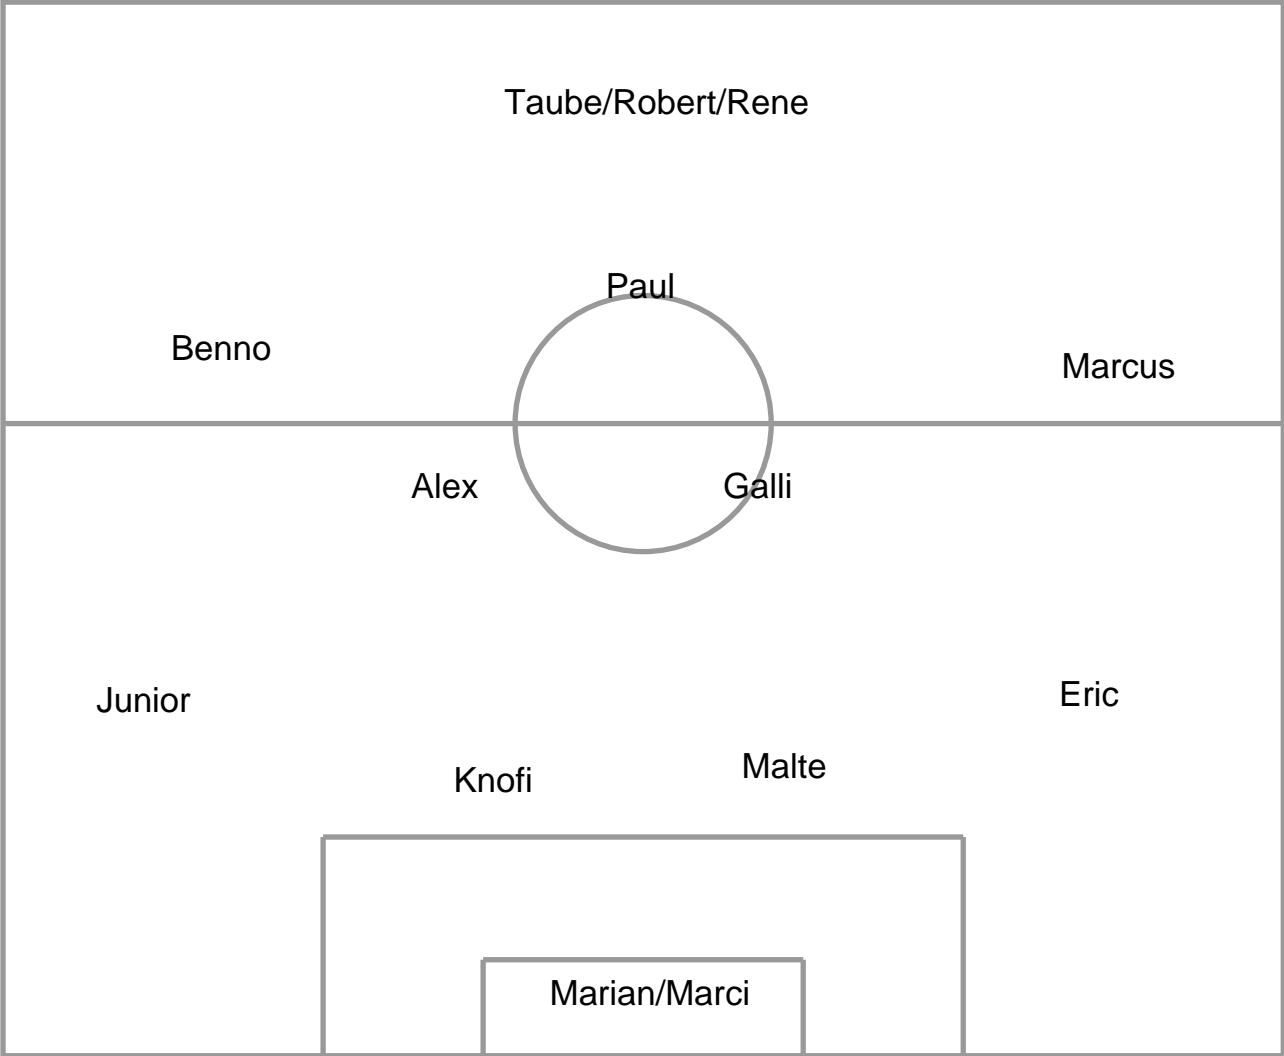 Taube/Robert/Rene
Paul
Benno
Marcus
Alex
Galli
Junior
Eric
Knofi
Malte
Marian/Marci